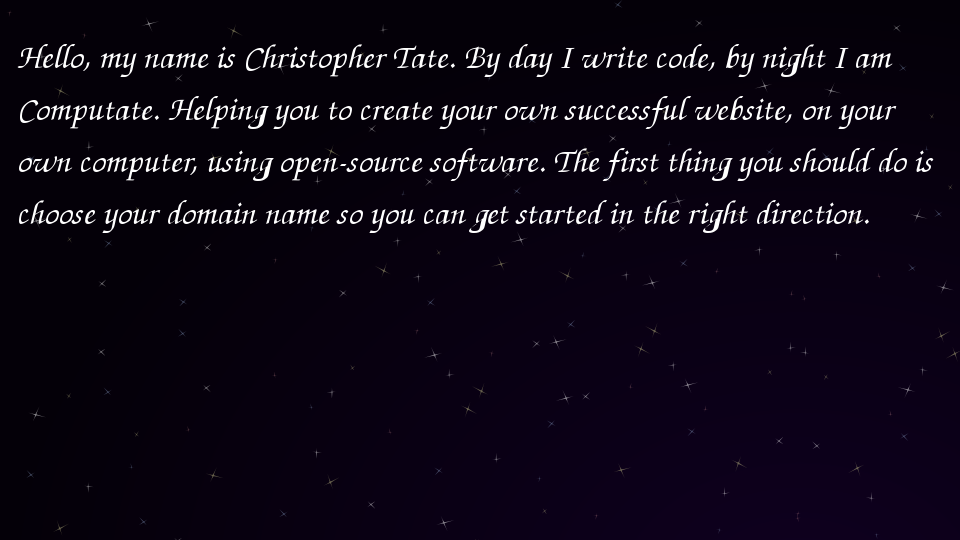 Hello, my name is Christopher Tate. By day I write code, by night I am
Computate. Helping you to create your own successful website, on your
own computer, using open-source software. The first thing you should do is
choose your domain name so you can get started in the right direction.